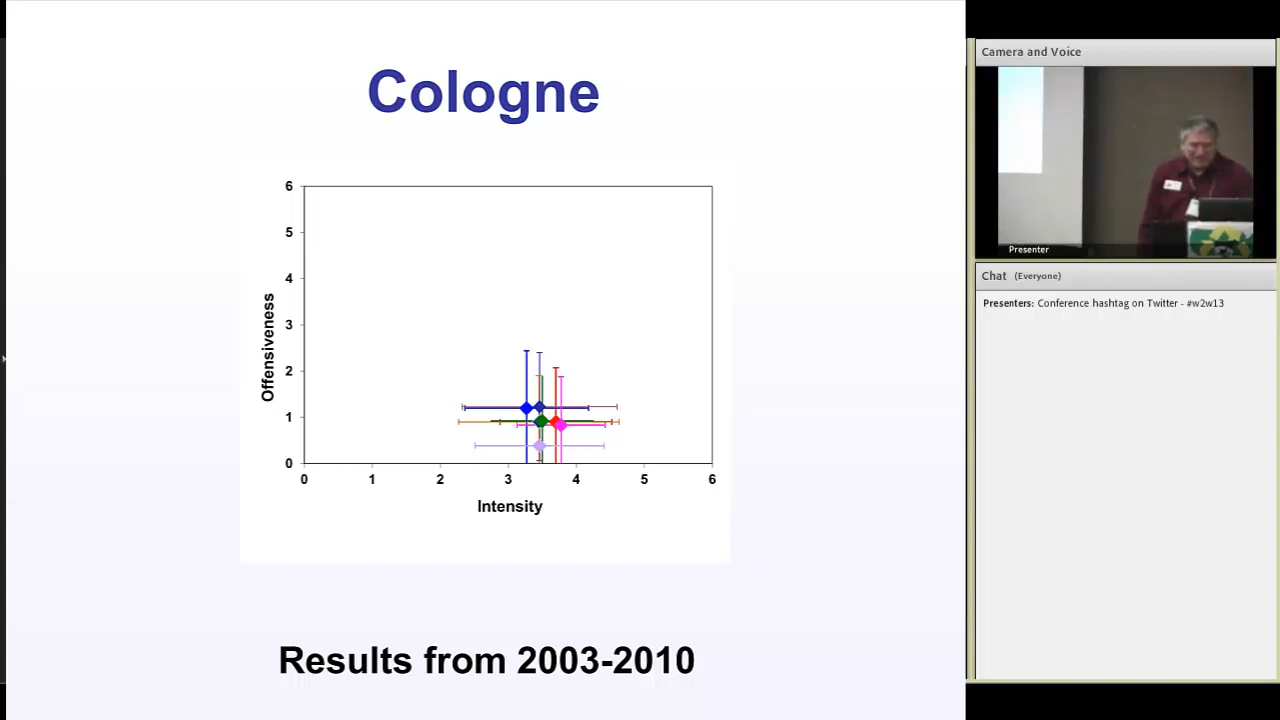 Cologne
6
5
4
3
2
1
0
Offensiveness
0 1 2 3 4 5 6
Intensity
Results from 2003-2010
Camera and Voice
Presenter
Chat (Everyone)
Presenters: Conference hashtag on Twitter - #w2w13